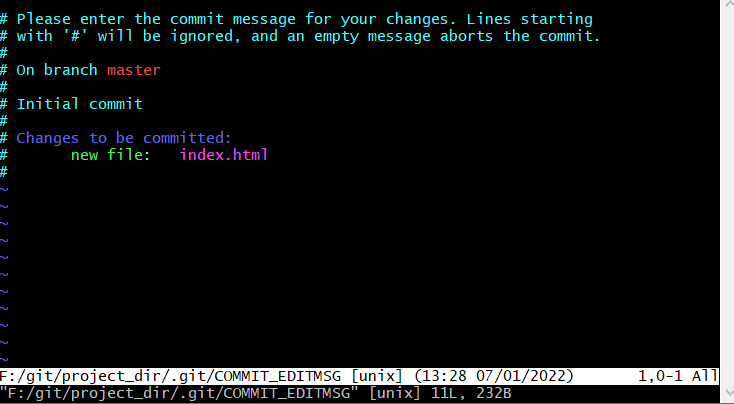 # Please enter the commit message for your changes. Lines starting
# with '#' will be ignored, and an empty message aborts the commit.
#
# On branch master
#
# Initial commit
#
# Changes to be committed:
#       new file:   index.html
#
~
~
~
~
~
~
~
~
~
~
~
F:/git/project_dir/.git/COMMIT_EDITMSG [unix] (13:28 07/01/2022)       1,0-1 All
"F:/git/project_dir/.git/COMMIT_EDITMSG" [unix] 11L, 232B